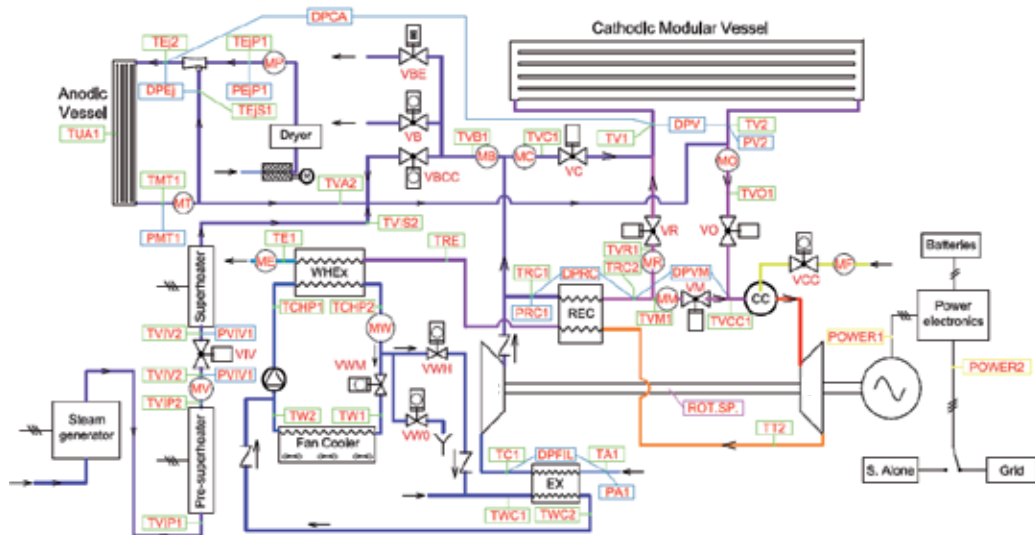 DPCA
Cathodic Modular Vessel
TEj2
TEjP1
MP
VBE
Anodic
Vessel
DPEj
PEjP1
TEjS1
TUA1
Dryer
M
VB
TVB1
TVC1
MB
MC
VC
VBCC
TV1
DPV
TV2
PV2
MO
TMT1
MT
PMT1
TVA2
TVIS2
TVO1
VR
VO
TE1
ME
WHEx
TRE
TVR1
MR
TRC2
TRC1
DPRC
DPVM
PRC1
REC
MM
VM
TVM1
TVCC1
CC
VCC
MF
Batteries
Power
electronics
POWER1
POWER2
Superheater
TCHP1
TCHP2
MW
TVIV2
PVIV1
VIV
TVIV2
PVIV1
MV
TVIP2
VWM
VWH
VW0
TW2
TW1
Fan Cooler
Steam
generator
Pre-superheater
TVIP1
ROT.SP.
TT2
TC1
DPFIL
TA1
PA1
EX
TWC1
TWC2
S. Alone
Grid